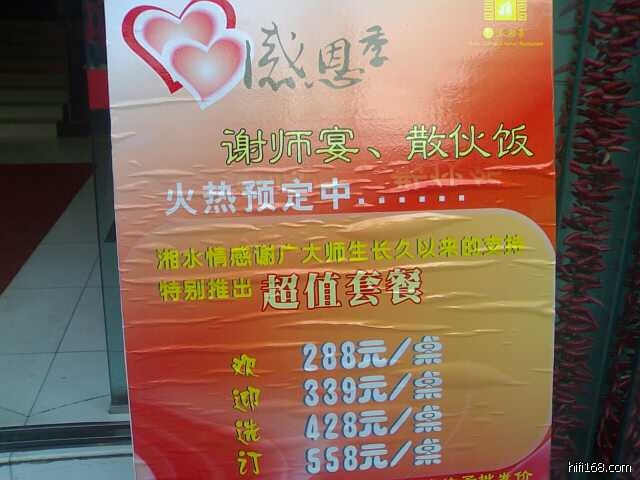 感恩季
谢师宴、散伙饭
火热预定中......
湘水情感谢广大师生长久以来的支持
特别推出 超值套餐
欢 288元/桌
迎 339元/桌
选 428元/桌
订 558元/桌
hifi168.com